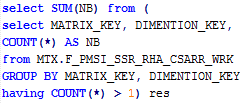 select SUM(NB) from (
select MATRIX_KEY, DIMENTION_KEY,
COUNT(*) AS NB
from MTX.F_PMSI_SSR_RHA_CSARR_WRK
GROUP BY MATRIX_KEY, DIMENTION_KEY
having COUNT(*) > 1) res